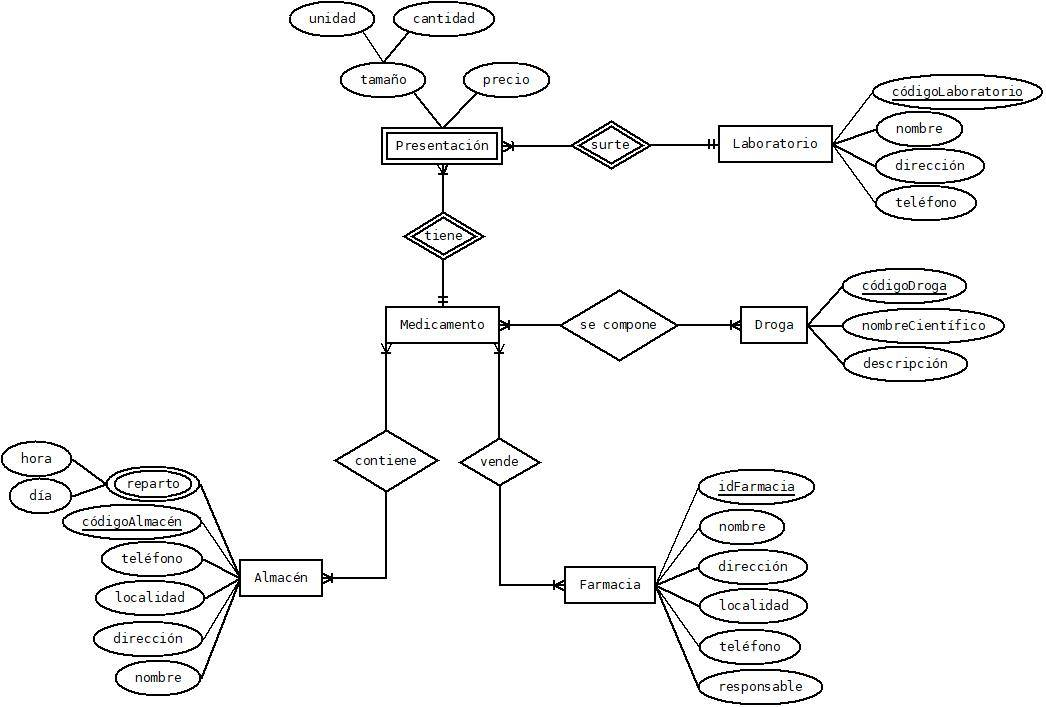 unidad
cantidad
tamaño
precio
códigoLaboratorio
nombre
dirección
teléfono
Presentación
surte
Laboratorio
tiene
códigoDroga
nombreCientífico
descripción
Medicamento
se compone
Droga
contiene
vende
hora
día
reparto
códigoAlmacén
teléfono
localidad
dirección
nombre
Almacén
Farmacia
idFarmacia
nombre
dirección
localidad
teléfono
responsable